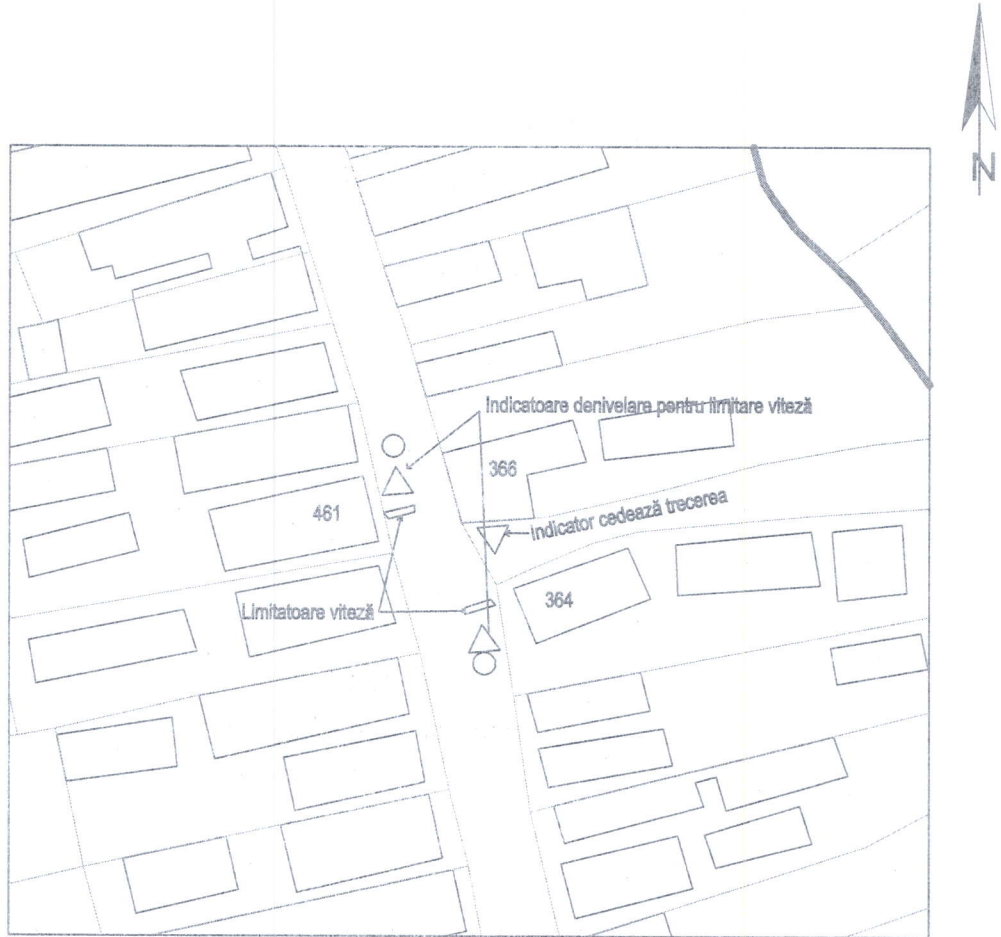 N
Indicatoare denivelare pentru limitare viteză
366
461
Indicator cedează trecerea
364
Limitatoare viteză